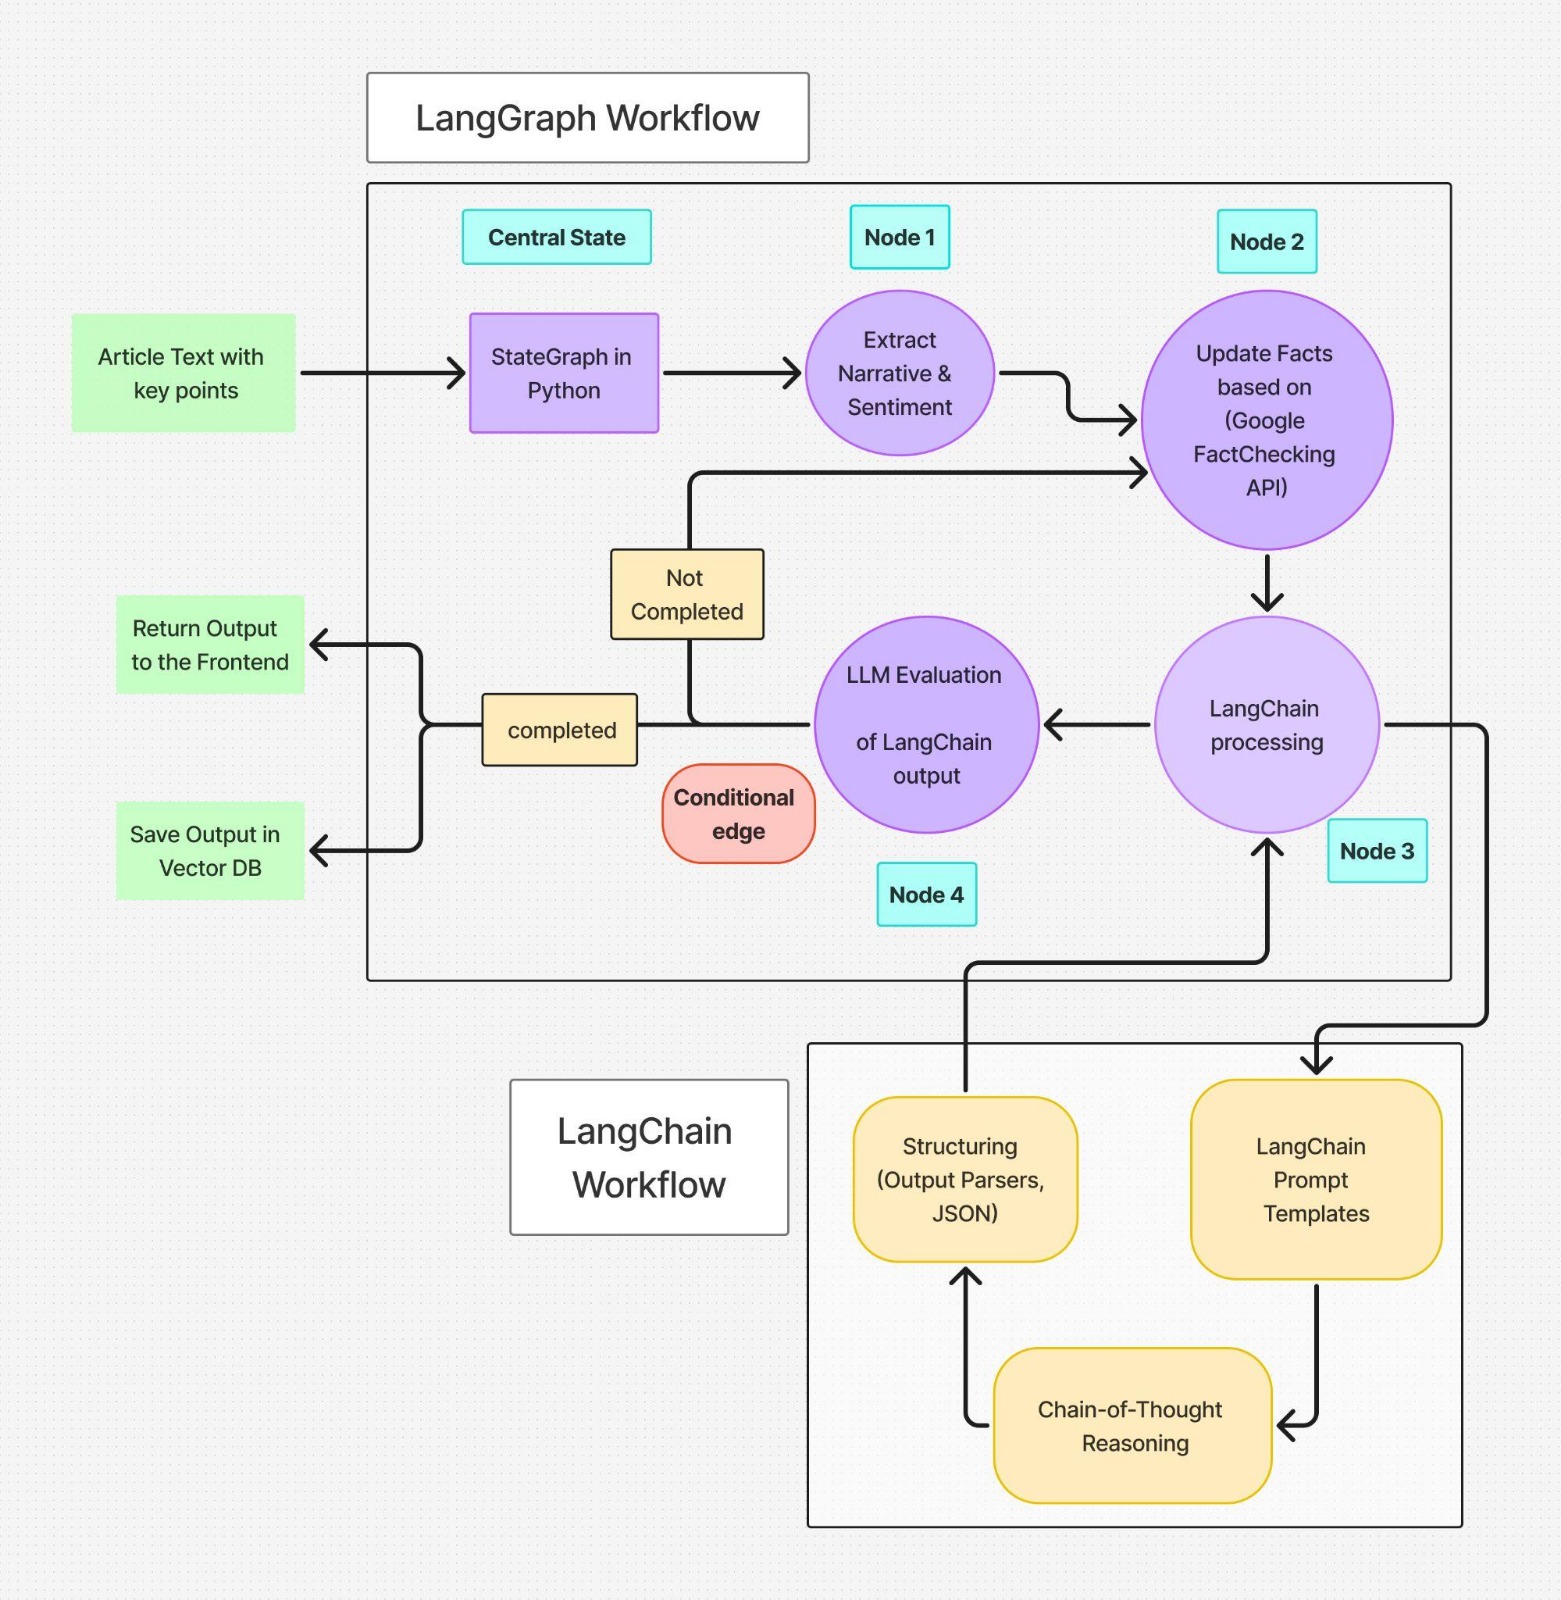 LangGraph Workflow
Central State
Node 1
Node 2
Article Text with
key points
StateGraph in
Python
Extract
Narrative &
Sentiment
Update Facts
based on
(Google
FactChecking
API)
Not
Completed
Return Output
to the Frontend
completed
LLM Evaluation
of LangChain
output
LangChain
processing
Conditional
edge
Save Output in
Vector DB
Node 3
Node 4
LangChain
Workflow
Structuring
(Output Parsers,
JSON)
LangChain
Prompt
Templates
Chain-of-Thought
Reasoning